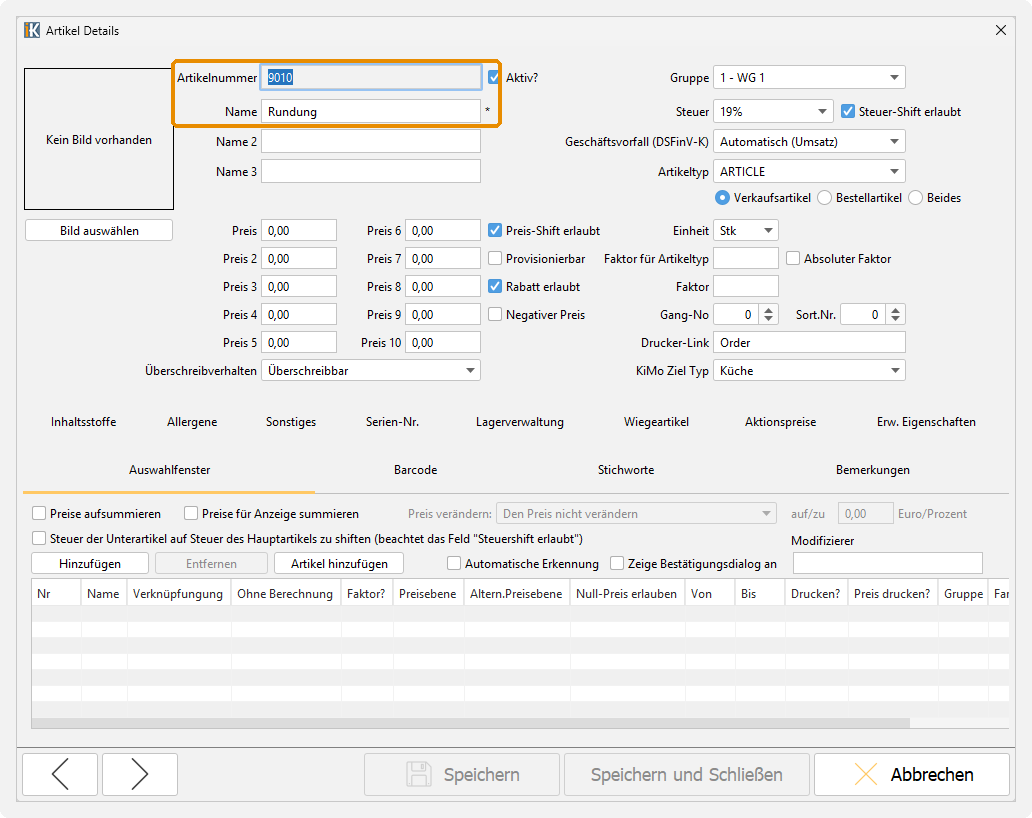 iK Artikel Details
Artikelnummer 9010 Aktiv? Gruppe 1 - WG 1
Name Rundung * Steuer 19% Steuer-Shift erlaubt
Kein Bild vorhanden
Name 2 Geschäftsvorfall (DSFinV-K) Automatisch (Umsatz)
Name 3 Artikeltyp ARTICLE
Verkaufsartikel Bestellartikel Beides
Bild auswählen Preis 0,00 Preis 6 0,00 Preis-Shift erlaubt Einheit Stk
Preis 2 0,00 Preis 7 0,00 Provisionierbar Faktor für Artikeltyp Absoluter Faktor
Preis 3 0,00 Preis 8 0,00 Rabatt erlaubt Faktor
Preis 4 0,00 Preis 9 0,00 Negativer Preis Gang-No 0 Sort.Nr. 0
Preis 5 0,00 Preis 10 0,00 Drucker-Link Order
Überschreibverhalten Überschreibbar KiMo Ziel Typ Küche
Inhaltsstoffe Allergene Sonstiges Serien-Nr. Lagerverwaltung Wiegeartikel Aktionspreise Erw. Eigenschaften
Auswahlfenster Barcode Stichworte Bemerkungen
Preise aufsummieren Preise für Anzeige summieren Preis verändern: Den Preis nicht verändern auf/zu 0,00 Euro/Prozent
Steuer der Unterartikel auf Steuer des Hauptartikels zu shiften (beachtet das Feld "Steuershift erlaubt") Modifizierer
Hinzufügen Entfernen Artikel hinzufügen Automatische Erkennung Zeige Bestätigungsdialog an
Nr Name Verknüpfungung Ohne Berechnung Faktor? Preisebene Altern.Preisebene Null-Preis erlauben Von Bis Drucken? Preis drucken? Gruppe Far
Speichern Speichern und Schließen Abbrechen